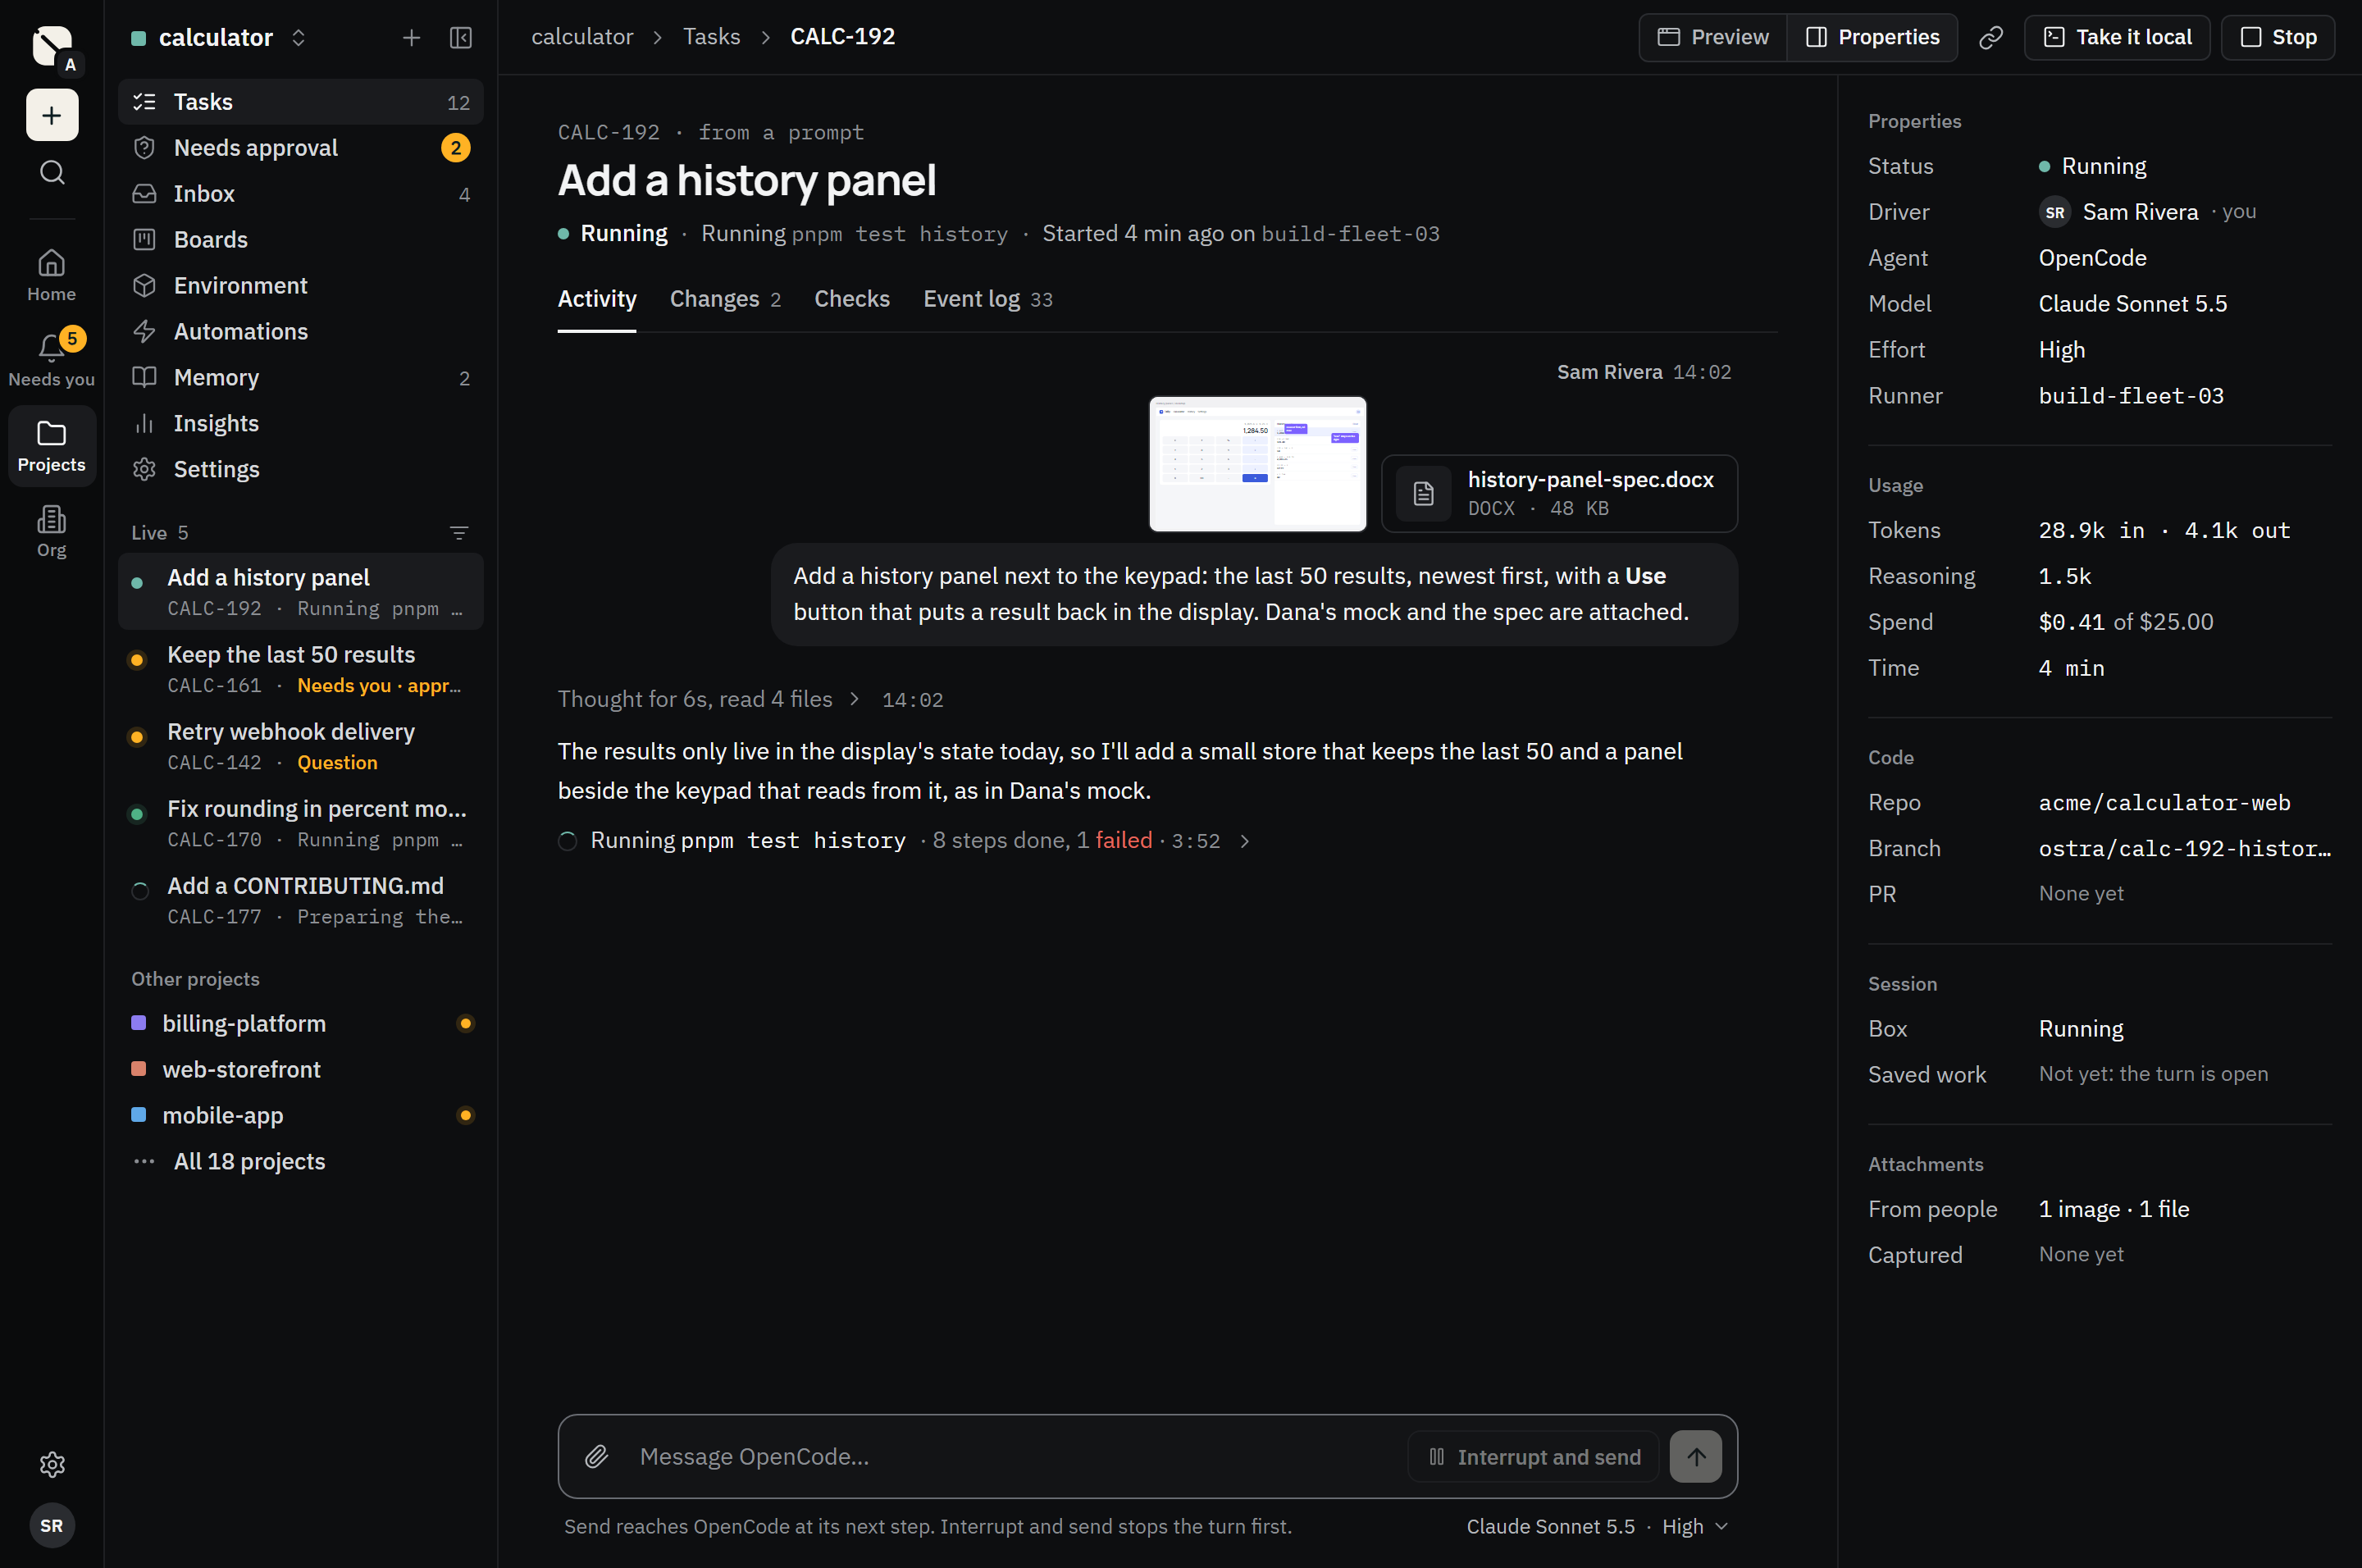 A
Home
5
Needs you
Projects
Org
SR
calculator
Tasks 12
Needs approval 2
Inbox 4
Boards
Environment
Automations
Memory 2
Insights
Settings
Live 5
Add a history panel
CALC-192 · Running pnpm …
Keep the last 50 results
CALC-161 · Needs you · appr…
Retry webhook delivery
CALC-142 · Question
Fix rounding in percent mo…
CALC-170 · Running pnpm …
Add a CONTRIBUTING.md
CALC-177 · Preparing the…
Other projects
billing-platform
web-storefront
mobile-app
All 18 projects
calculator > Tasks > CALC-192
Preview Properties Take it local Stop
CALC-192 · from a prompt
Add a history panel
Running · Running pnpm test history · Started 4 min ago on build-fleet-03
Activity Changes 2 Checks Event log 33
Sam Rivera 14:02
1,284.50
history-panel-spec.docx
DOCX · 48 KB
Add a history panel next to the keypad: the last 50 results, newest first, with a Use
button that puts a result back in the display. Dana's mock and the spec are attached.
Thought for 6s, read 4 files > 14:02
The results only live in the display's state today, so I'll add a small store that keeps the last 50 and a panel
beside the keypad that reads from it, as in Dana's mock.
Running pnpm test history · 8 steps done, 1 failed · 3:52 >
Message OpenCode…
Interrupt and send
Send reaches OpenCode at its next step. Interrupt and send stops the turn first.
Claude Sonnet 5.5 · High
Properties
Status Running
Driver SR Sam Rivera · you
Agent OpenCode
Model Claude Sonnet 5.5
Effort High
Runner build-fleet-03
Usage
Tokens 28.9k in · 4.1k out
Reasoning 1.5k
Spend $0.41 of $25.00
Time 4 min
Code
Repo acme/calculator-web
Branch ostra/calc-192-histor…
PR None yet
Session
Box Running
Saved work Not yet: the turn is open
Attachments
From people 1 image · 1 file
Captured None yet